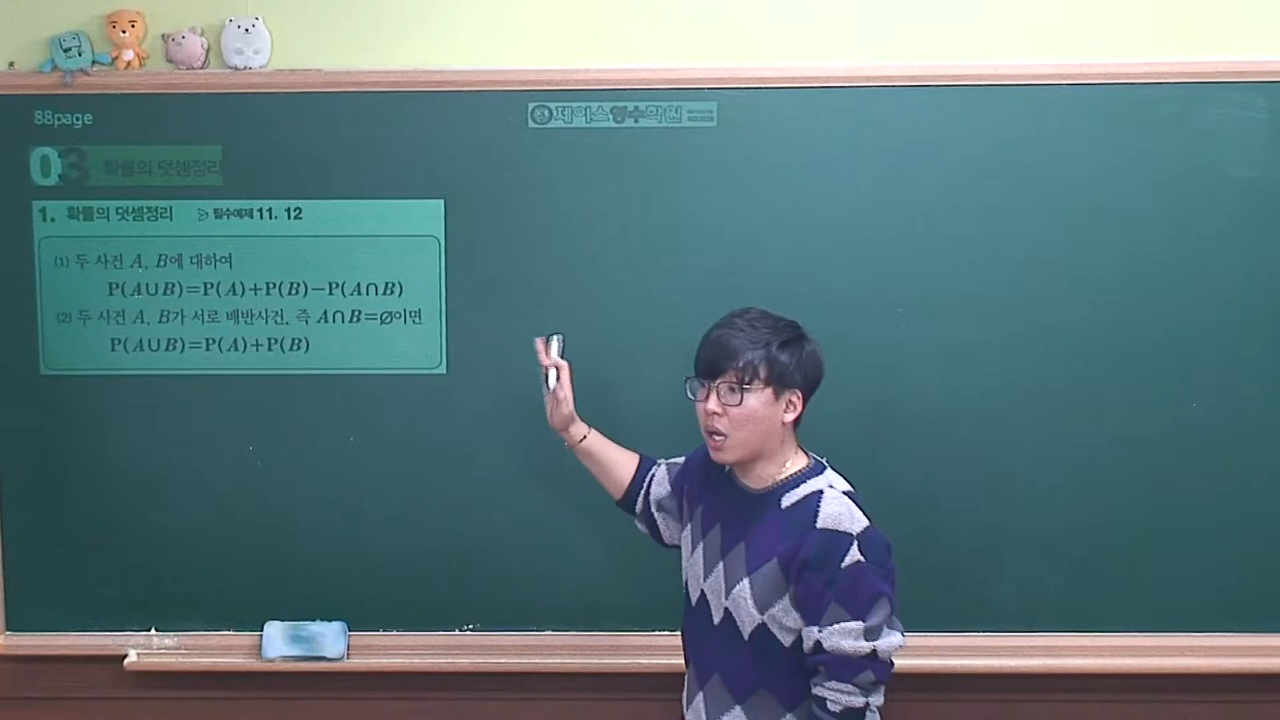 88page
제이스영수학원
03 확률의 덧셈정리
1. 확률의 덧셈정리 ▷ 필수예제 11. 12
(1) 두 사건 A, B에 대하여
P(A∪B)=P(A)+P(B)-P(A∩B)
(2) 두 사건 A, B가 서로 배반사건, 즉 A∩B=∅이면
P(A∪B)=P(A)+P(B)